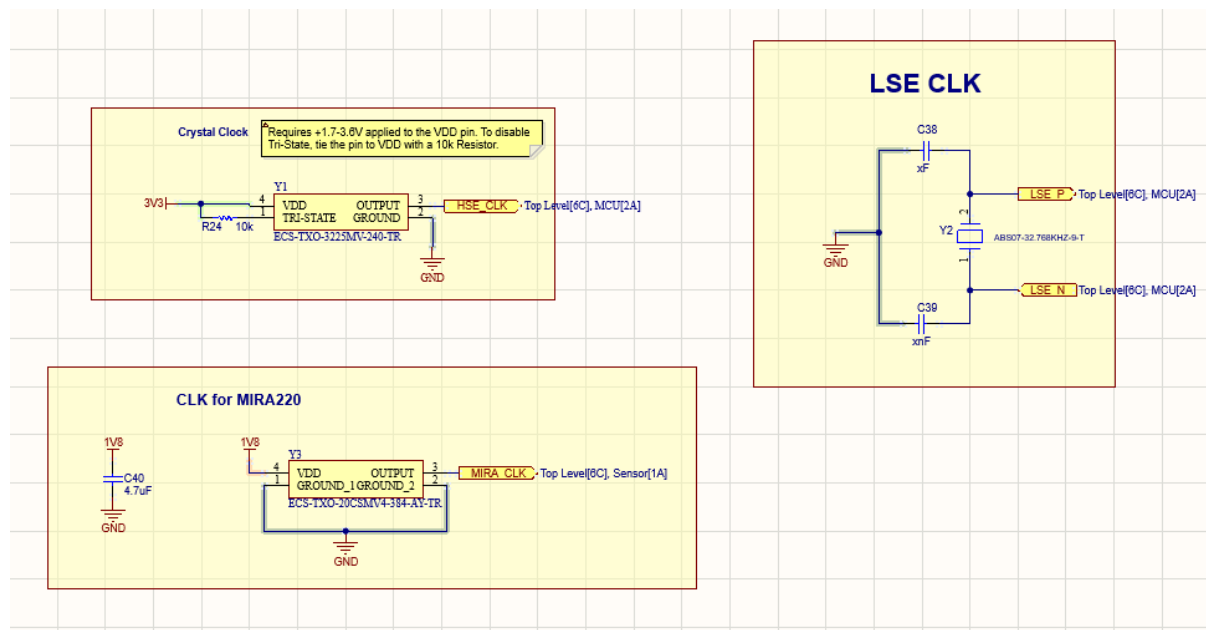 LSE CLK
C38
xF
LSE_P
Top Level[6C], MCU[2A]
2
Y2
ABS07-32.768KHZ-9-T
1
GND
LSE_N
Top Level[6C], MCU[2A]
C39
xnF
Crystal Clock
Requires +1.7-3.6V applied to the VDD pin. To disable
Tri-State, tie the pin to VDD with a 10k Resistor.
Y1
3V3
4
VDD
OUTPUT
3
HSE_CLK
Top Level[6C], MCU[2A]
1
TRI-STATE
GROUND
2
R24
10k
ECS-TXO-3225MV-240-TR
GND
CLK for MIRA220
1V8
C40
4.7uF
GND
1V8
Y3
4
VDD
OUTPUT
3
MIRA_CLK
Top Level[6C], Sensor[1A]
1
GROUND_1
GROUND_2
2
ECS-TXO-20CSMV4-384-AY-TR
GND